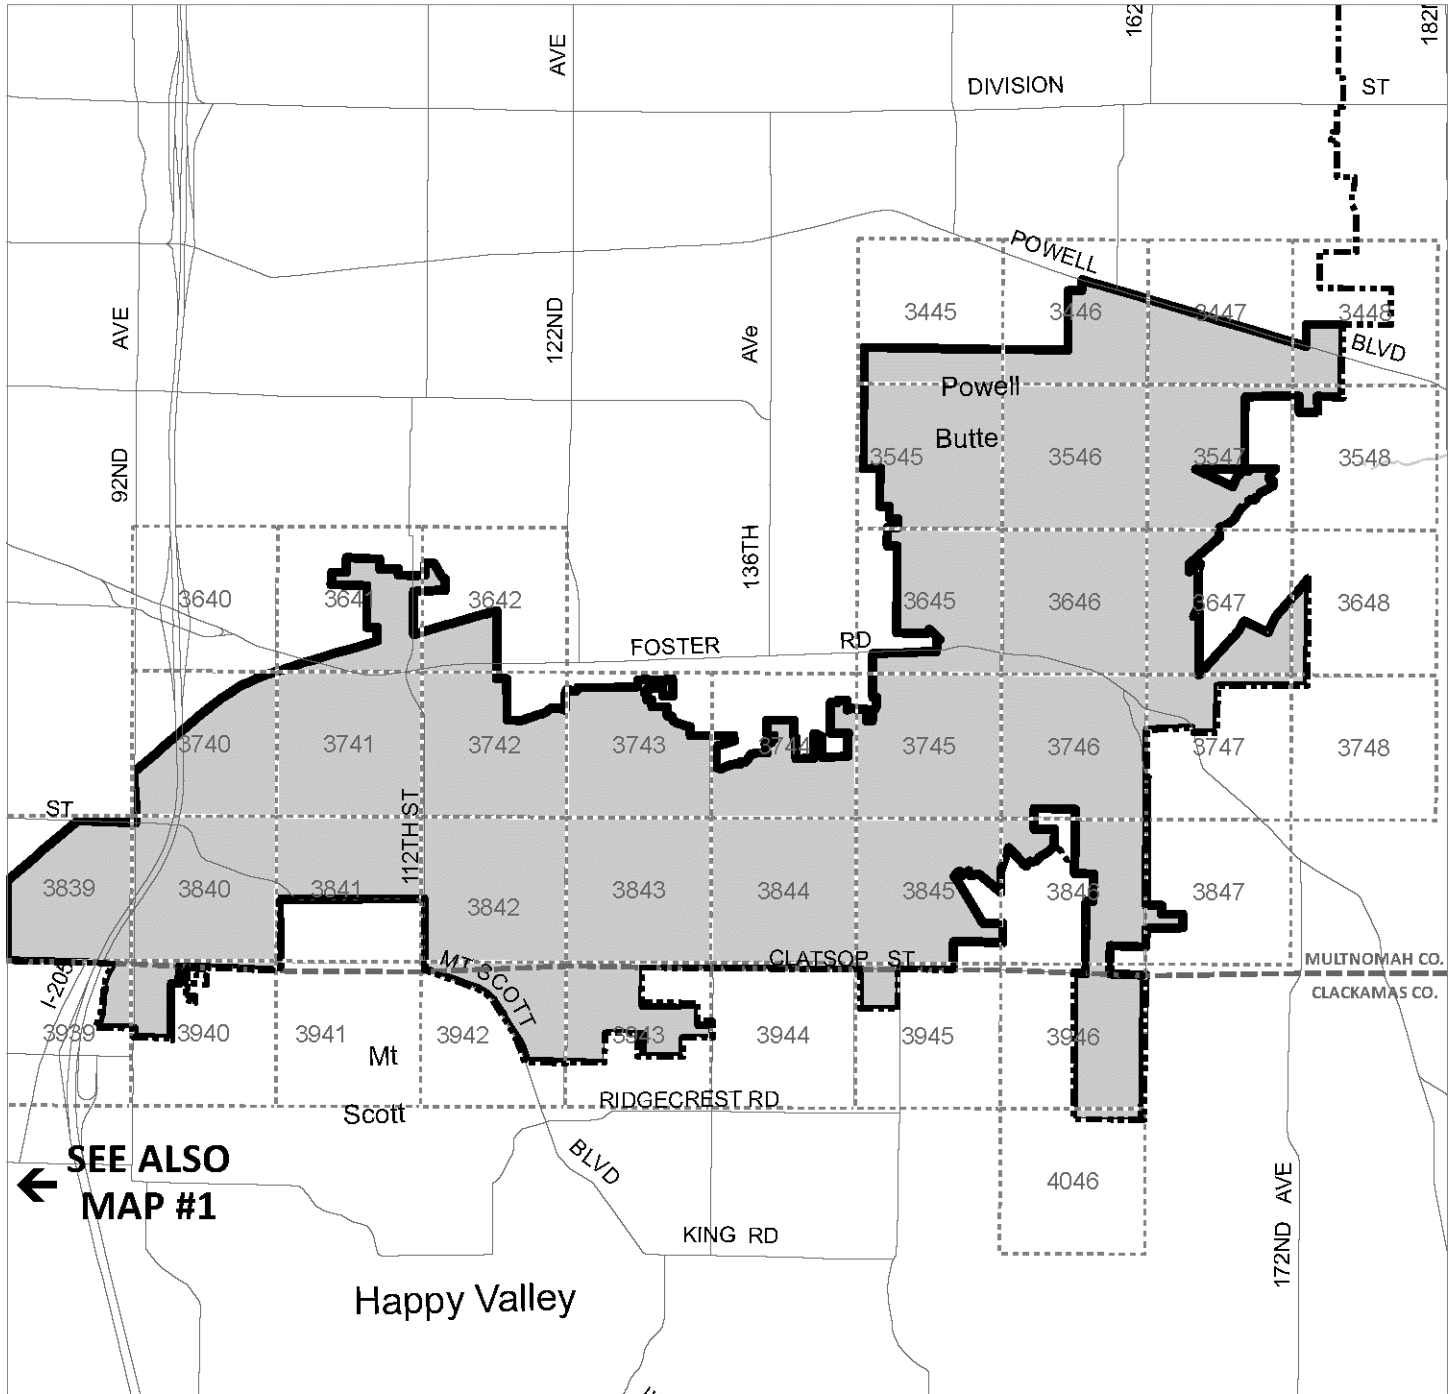 162
182
AVE
DIVISION ST
POWELL
3445
3446
3447
3448
AVE
122ND
AVe
BLVD
Powell
Butte
92ND
3545
3546
3547
3548
136TH
3640
3641
3642
3645
3646
3647
3648
FOSTER RD
3740
3741
3742
3743
3744
3745
3746
3747
3748
ST
112TH ST
3839
3840
3841
3842
3843
3844
3845
3846
3847
MT SCOTT
CLATSOP ST
MULTNOMAH CO.
CLACKAMAS CO.
I-205
3939
3940
3941
3942
3943
3944
3945
3946
Mt
Scott
RIDGECREST RD
SEE ALSO
MAP #1
BLVD
4046
172ND AVE
KING RD
Happy Valley